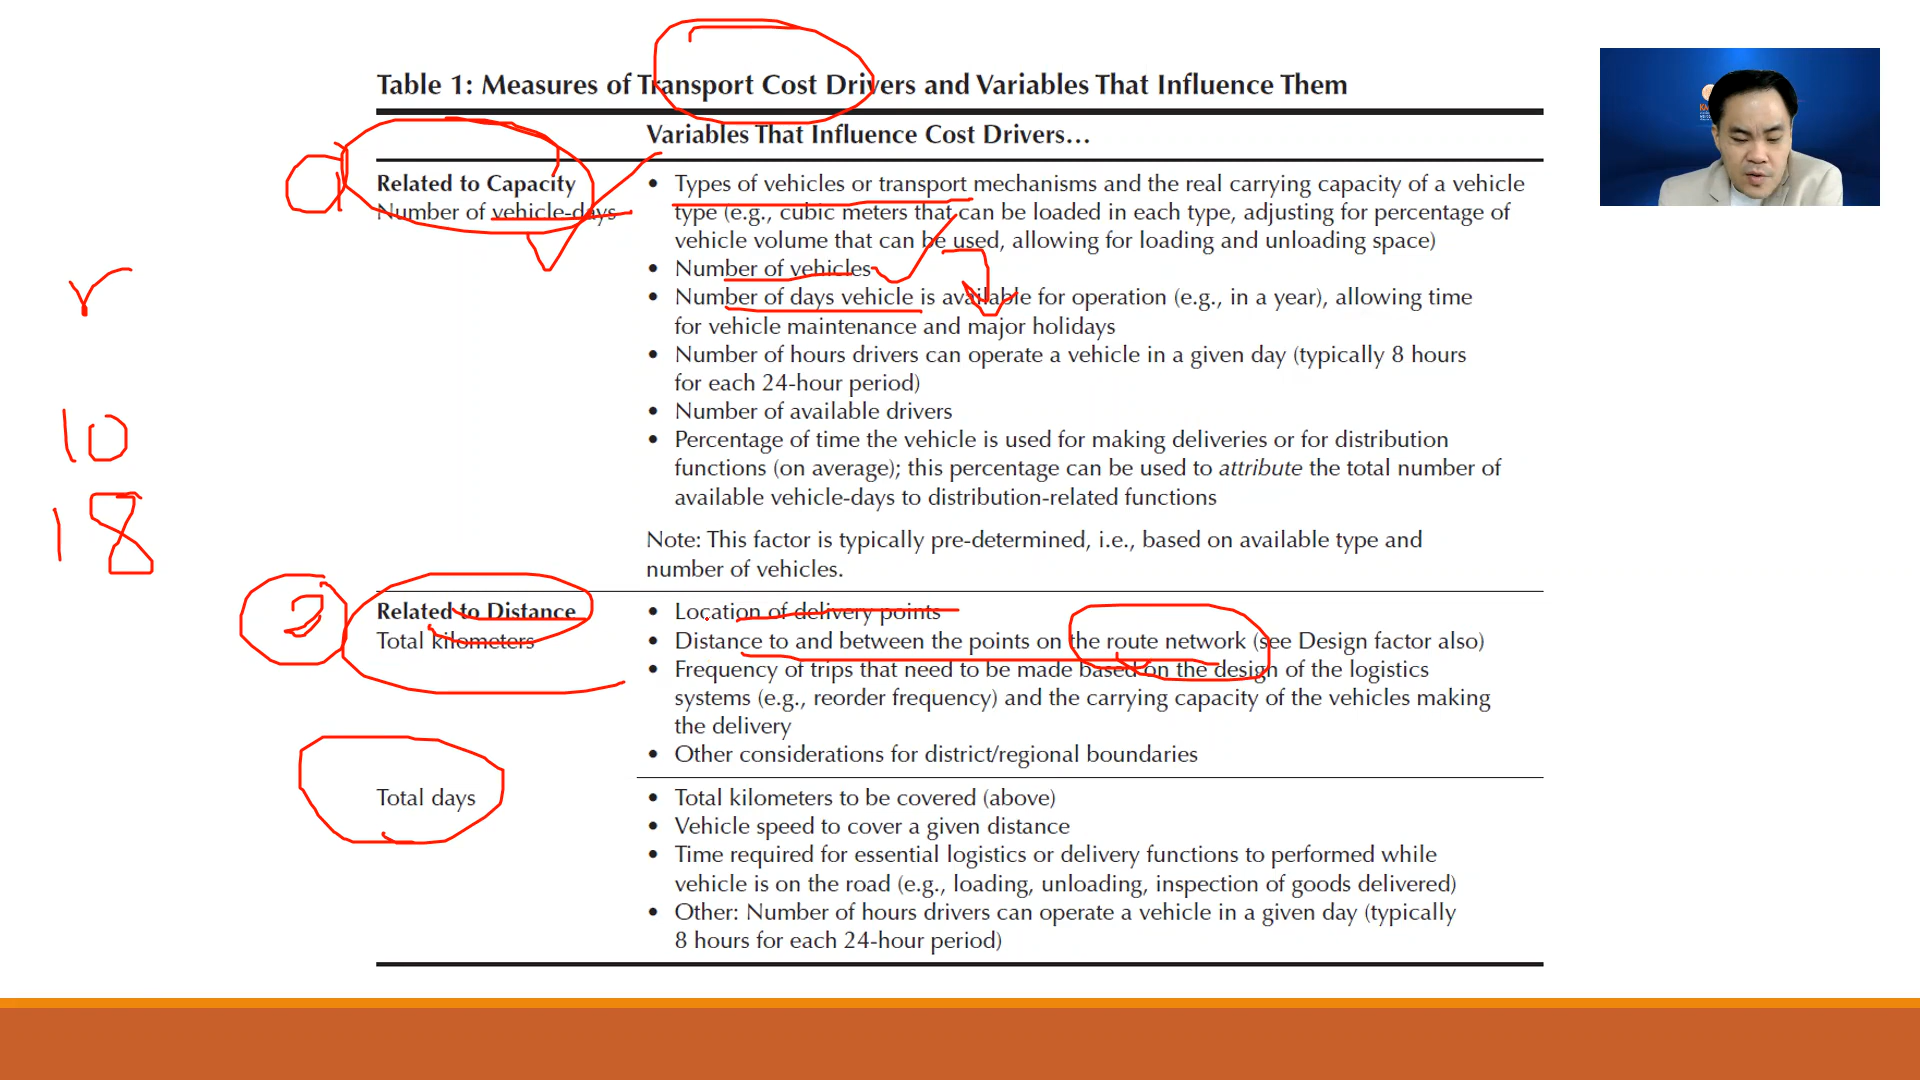 Table 1: Measures of Transport Cost Drivers and Variables That Influence Them
Variables That Influence Cost Drivers…
Related to Capacity
Number of vehicle-days
• Types of vehicles or transport mechanisms and the real carrying capacity of a vehicle
type (e.g., cubic meters that can be loaded in each type, adjusting for percentage of
vehicle volume that can be used, allowing for loading and unloading space)
• Number of vehicles
• Number of days vehicle is available for operation (e.g., in a year), allowing time
for vehicle maintenance and major holidays
• Number of hours drivers can operate a vehicle in a given day (typically 8 hours
for each 24-hour period)
• Number of available drivers
• Percentage of time the vehicle is used for making deliveries or for distribution
functions (on average); this percentage can be used to attribute the total number of
available vehicle-days to distribution-related functions
Note: This factor is typically pre-determined, i.e., based on available type and
number of vehicles.
10
18
Related to Distance
Total kilometers
• Location of delivery points
• Distance to and between the points on the route network (see Design factor also)
• Frequency of trips that need to be made based on the design of the logistics
systems (e.g., reorder frequency) and the carrying capacity of the vehicles making
the delivery
• Other considerations for district/regional boundaries
Total days
• Total kilometers to be covered (above)
• Vehicle speed to cover a given distance
• Time required for essential logistics or delivery functions to performed while
vehicle is on the road (e.g., loading, unloading, inspection of goods delivered)
• Other: Number of hours drivers can operate a vehicle in a given day (typically
8 hours for each 24-hour period)